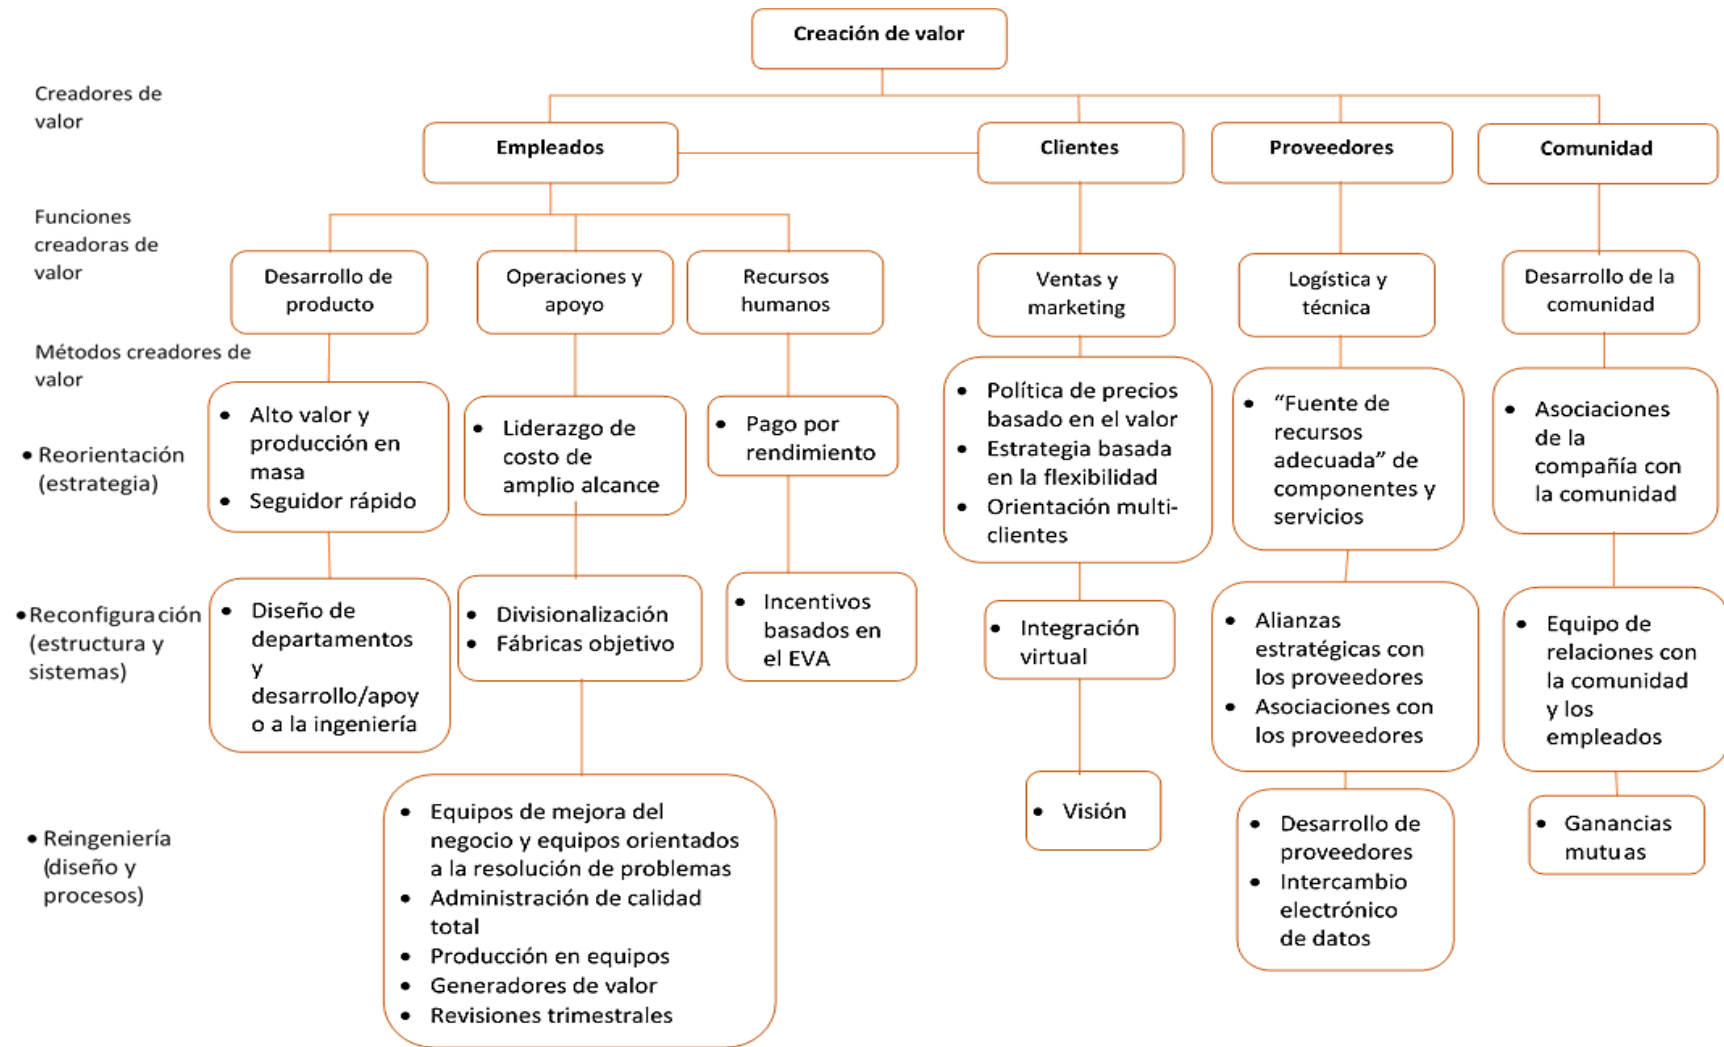 Creación de valor
Creadores de
valor
Empleados
Clientes
Proveedores
Comunidad
Funciones
creadoras de
valor
Desarrollo de
producto
Operaciones y
apoyo
Recursos
humanos
Ventas y
marketing
Logística y
técnica
Desarrollo de la
comunidad
Métodos creadores de
valor
• Reorientación
(estrategia)
• Alto valor y
producción en
masa
• Seguidor rápido
• Liderazgo de
costo de
amplio alcance
• Pago por
rendimiento
• Política de precios
basado en el valor
• Estrategia basada
en la flexibilidad
• Orientación multi-
clientes
• “Fuente de
recursos
adecuada” de
componentes y
servicios
• Asociaciones
de la
compañía con
la comunidad
• Reconfiguración
(estructura y
sistemas)
• Diseño de
departamentos
y
desarrollo/apoy
o a la ingeniería
• Divisionalización
• Fábricas objetivo
• Incentivos
basados en
el EVA
• Integración
virtual
• Alianzas
estratégicas con
los proveedores
• Asociaciones con
los proveedores
• Equipo de
relaciones con
la comunidad
y los
empleados
• Reingeniería
(diseño y
procesos)
• Equipos de mejora del
negocio y equipos orientados
a la resolución de problemas
• Administración de calidad
total
• Producción en equipos
• Generadores de valor
• Revisiones trimestrales
• Visión
• Desarrollo de
proveedores
• Intercambio
electrónico
de datos
• Ganancias
mutuas